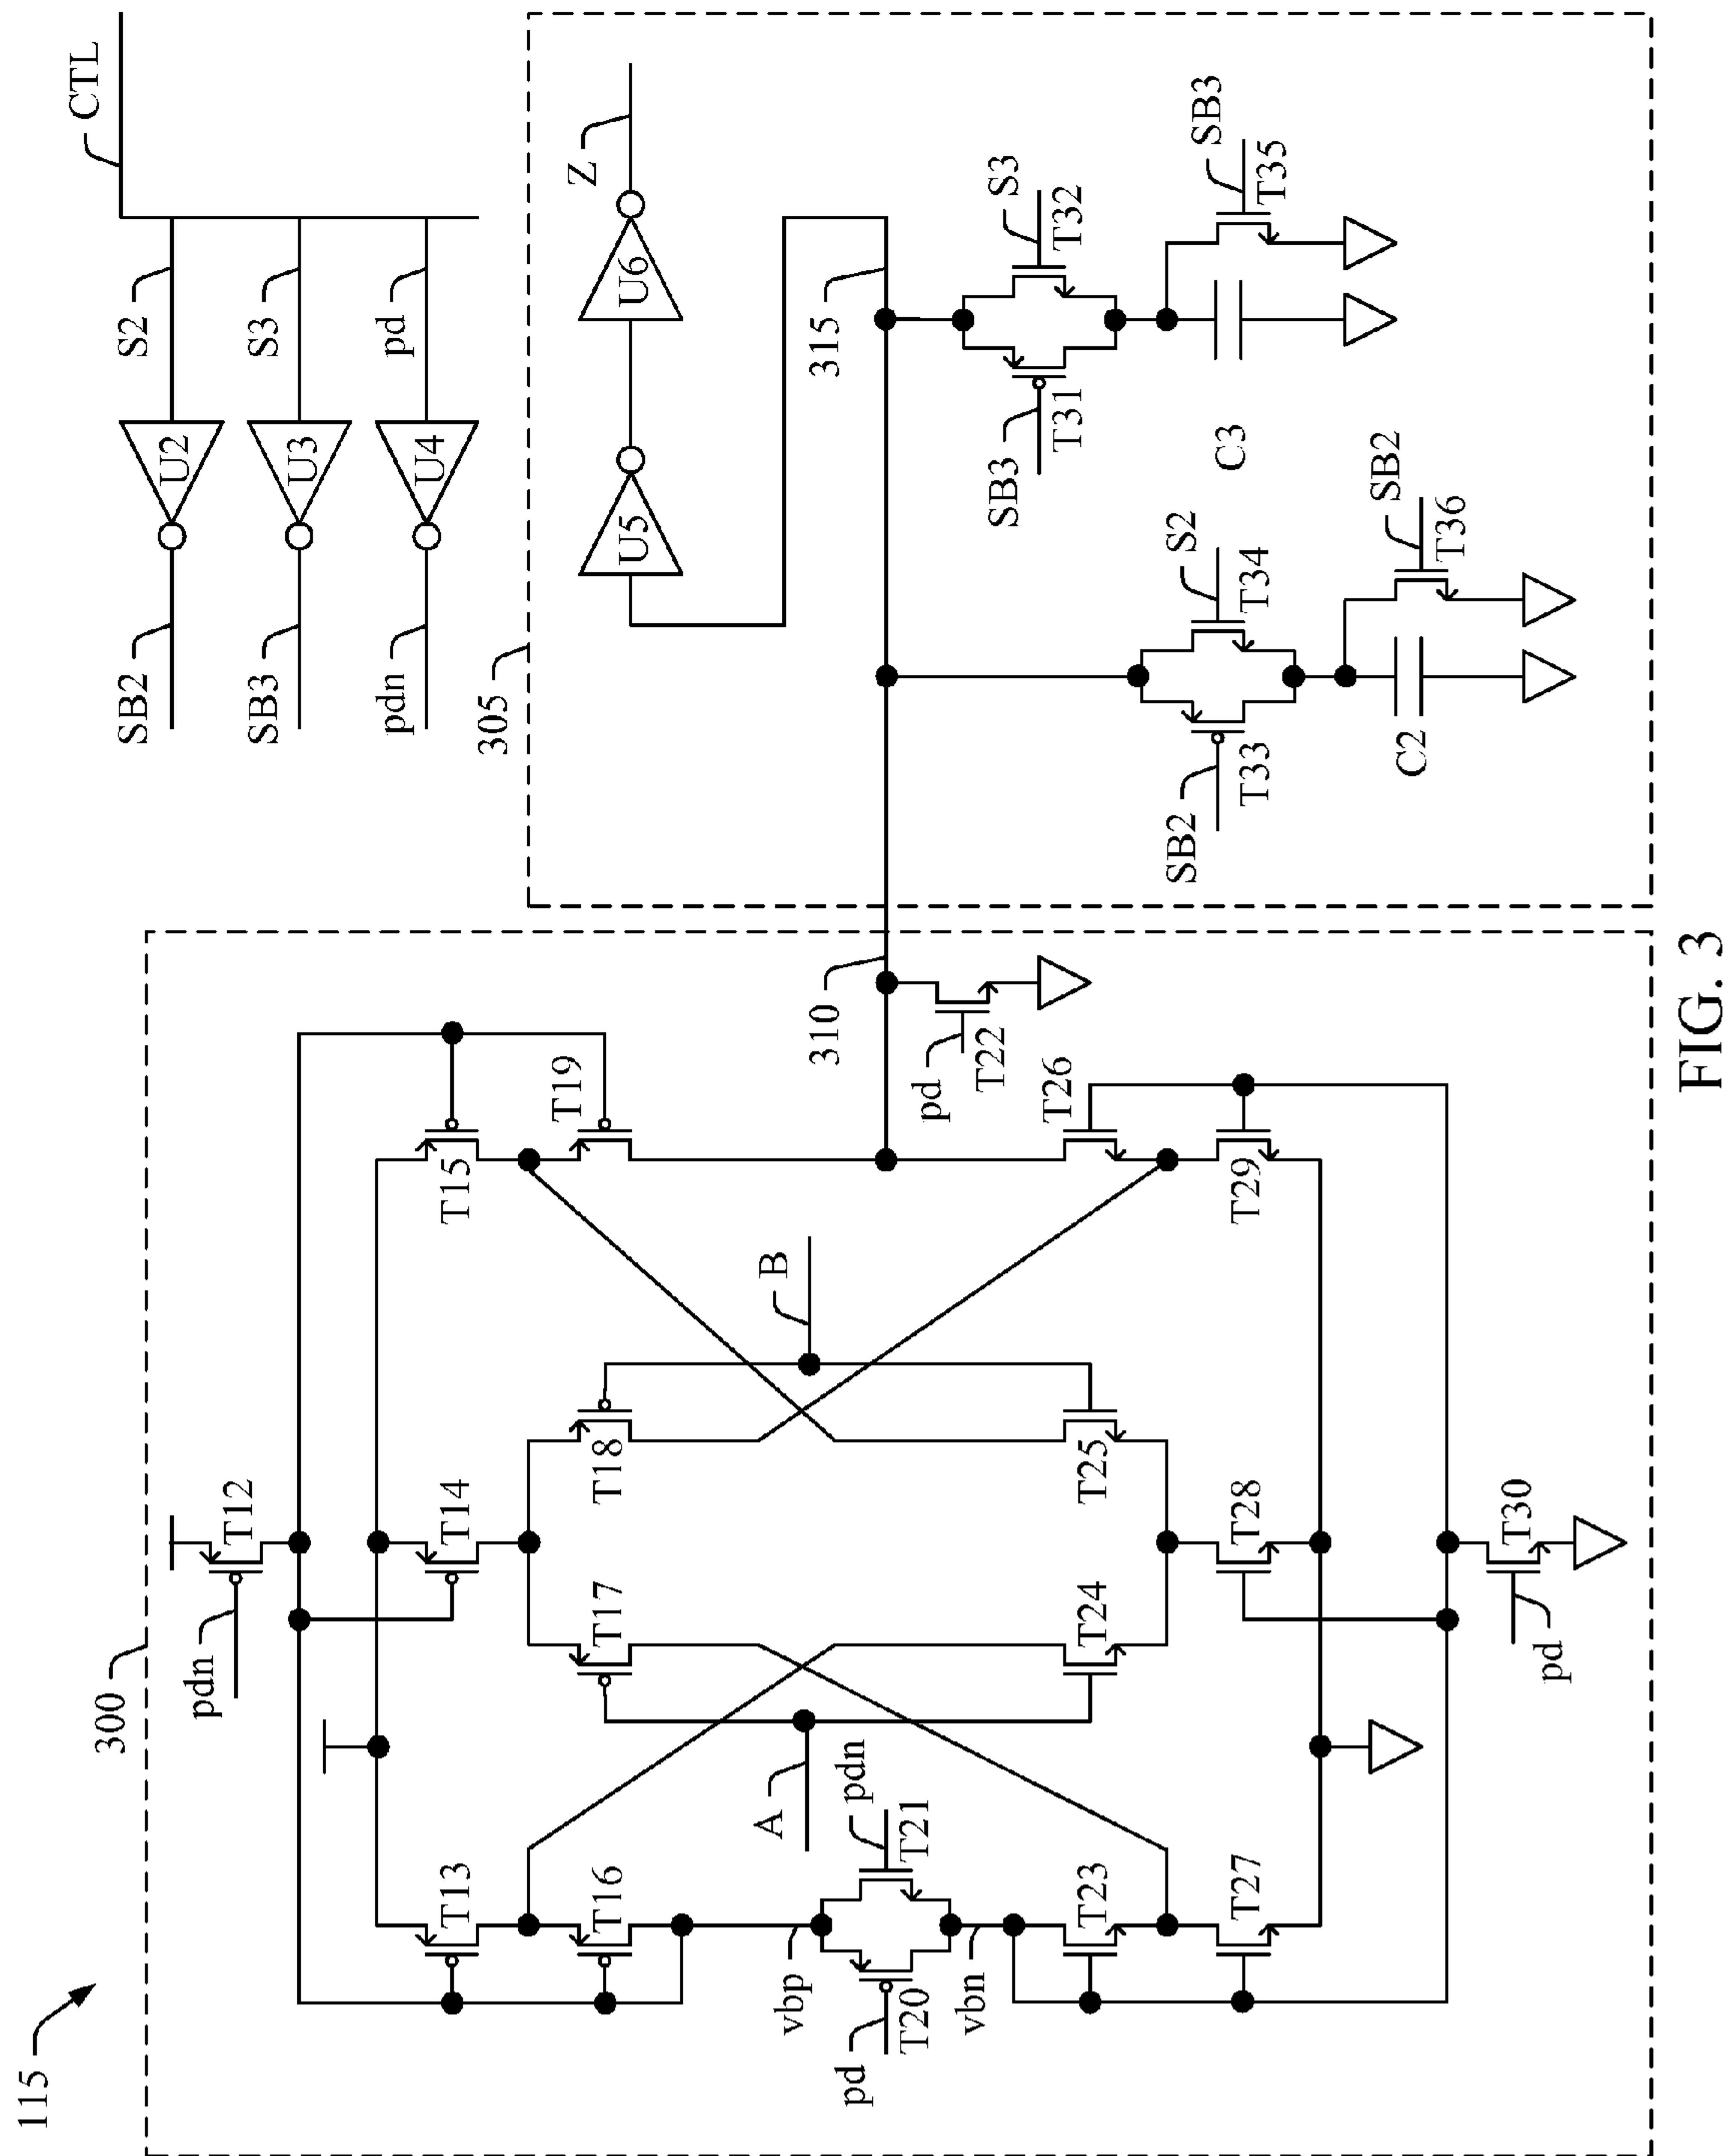 115
300
pdn
T12
T13
T14
T15
T16
T17
T18
T19
A
B
vbp
pd
T20
pdn
T21
vbn
T23
T24
T25
T26
T27
T28
T29
pd
T30
310
pd
T22
CTL
S2
U2
SB2
S3
U3
SB3
pd
U4
pdn
305
U5
U6
Z
315
SB3
T31
S3
T32
C3
SB3
T35
SB2
T33
S2
T34
C2
SB2
T36
FIG. 3